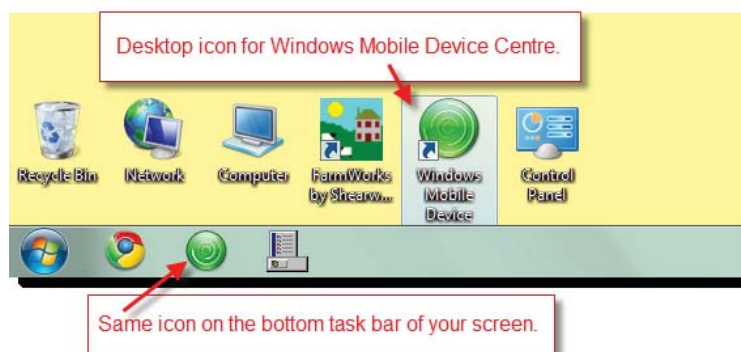 Desktop icon for Windows Mobile Device Centre.
Recycle Bin
Network
Computer
FarmWorks
by Shearw...
Windows
Mobile
Device
Control
Panel
Same icon on the bottom task bar of your screen.